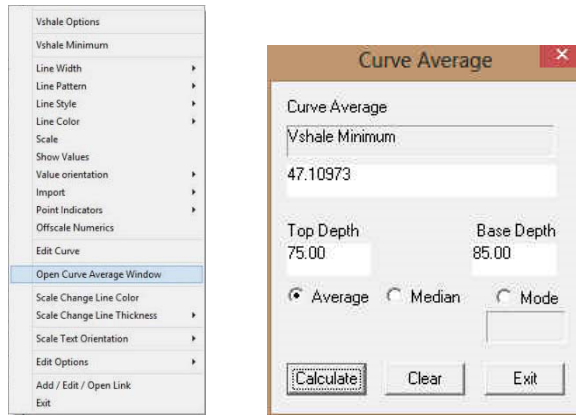 Vshale Options
Vshale Minimum
Line Width
Line Pattern
Line Style
Line Color
Scale
Show Values
Value orientation
Import
Point Indicators
Offscale Numerics
Edit Curve
Open Curve Average Window
Scale Change Line Color
Scale Change Line Thickness
Scale Text Orientation
Edit Options
Add / Edit / Open Link
Exit
Curve Average
Curve Average
Vshale Minimum
47.10973
Top Depth Base Depth
75.00 85.00
Average Median Mode
Calculate Clear Exit